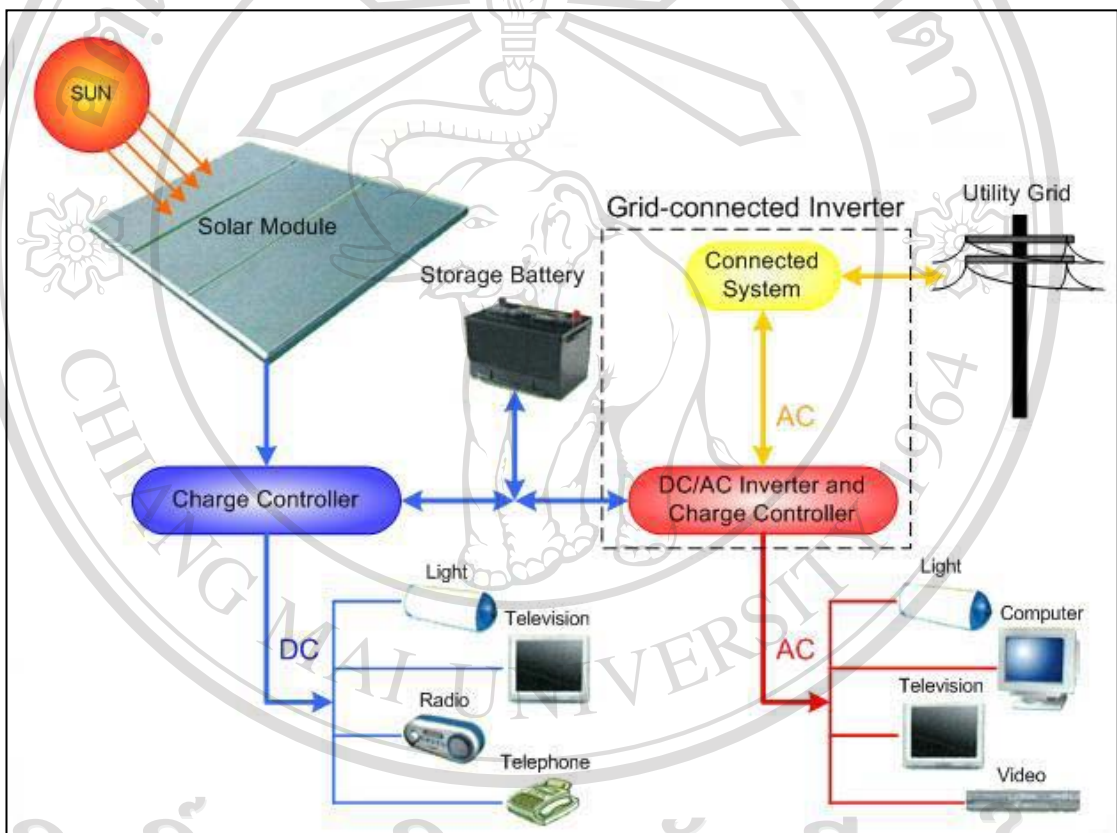 SUN
Solar Module
Storage Battery
Grid-connected Inverter
Utility Grid
Connected
System
AC
Charge Controller
DC/AC Inverter and
Charge Controller
DC
Light
Television
Radio
Telephone
AC
Light
Computer
Television
Video
CHIANG MAI UNIVERSITY 1964